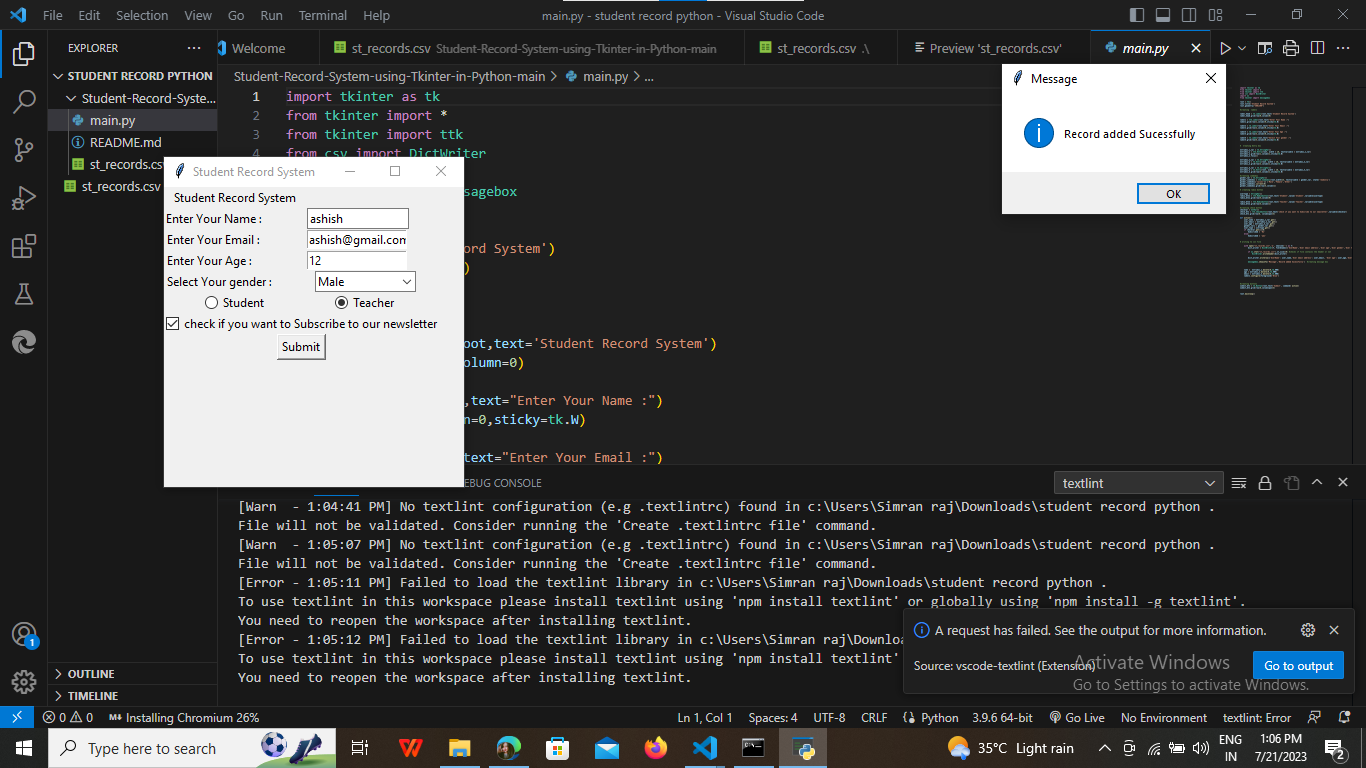 File Edit Selection View Go Run Terminal Help
main.py - student record python - Visual Studio Code
EXPLORER
Welcome
st_records.csv Student-Record-System-using-Tkinter-in-Python-main
st_records.csv .\
Preview 'st_records.csv'
main.py
STUDENT RECORD PYTHON
Student-Record-Syste...
main.py
README.md
st_records.cs
st_records.csv
Student-Record-System-using-Tkinter-in-Python-main > main.py > ...
1 import tkinter as tk
2 from tkinter import *
3 from tkinter import ttk
4 from csv import DictWriter
sagebox
ord System')
)
oot,text='Student Record System')
olumn=0)
,text="Enter Your Name :")
n=0,sticky=tk.W)
text="Enter Your Email :")
Message
Record added Sucessfully
OK
Student Record System
Student Record System
Enter Your Name : ashish
Enter Your Email : ashish@gmail.com
Enter Your Age : 12
Select Your gender : Male
Student Teacher
check if you want to Subscribe to our newsletter
Submit
EBUG CONSOLE
textlint
[Warn - 1:04:41 PM] No textlint configuration (e.g .textlintrc) found in c:\Users\Simran raj\Downloads\student record python .
File will not be validated. Consider running the 'Create .textlintrc file' command.
[Warn - 1:05:07 PM] No textlint configuration (e.g .textlintrc) found in c:\Users\Simran raj\Downloads\student record python .
File will not be validated. Consider running the 'Create .textlintrc file' command.
[Error - 1:05:11 PM] Failed to load the textlint library in c:\Users\Simran raj\Downloads\student record python .
To use textlint in this workspace please install textlint using 'npm install textlint' or globally using 'npm install -g textlint'.
You need to reopen the workspace after installing textlint.
[Error - 1:05:12 PM] Failed to load the textlint library in c:\Users\Simran raj\Downloa
To use textlint in this workspace please install textlint using 'npm install textlint'
You need to reopen the workspace after installing textlint.
A request has failed. See the output for more information.
Source: vscode-textlint (Extension)
Go to output
Activate Windows
Go to Settings to activate Windows.
OUTLINE
TIMELINE
1
0 0 Installing Chromium 26%
Ln 1, Col 1 Spaces: 4 UTF-8 CRLF Python 3.9.6 64-bit Go Live No Environment textlint: Error
Type here to search
35°C Light rain
ENG
IN
1:06 PM
7/21/2023
2